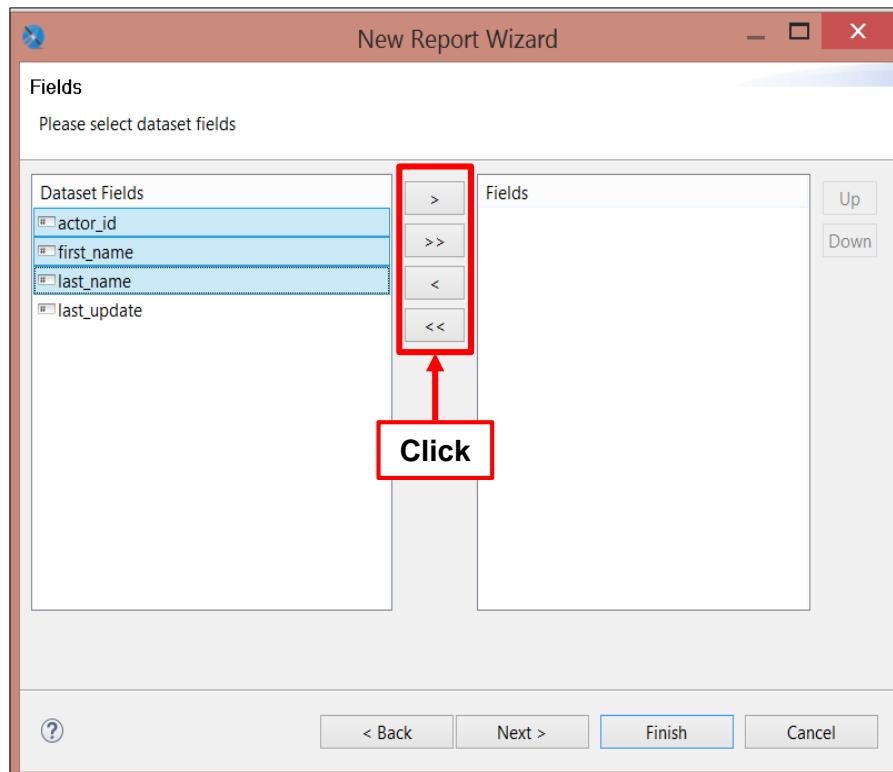 New Report Wizard
Fields
Please select dataset fields
Dataset Fields
actor_id
first_name
last_name
last_update
>
>>
<
<<
Fields
Up
Down
Click
?
< Back
Next >
Finish
Cancel